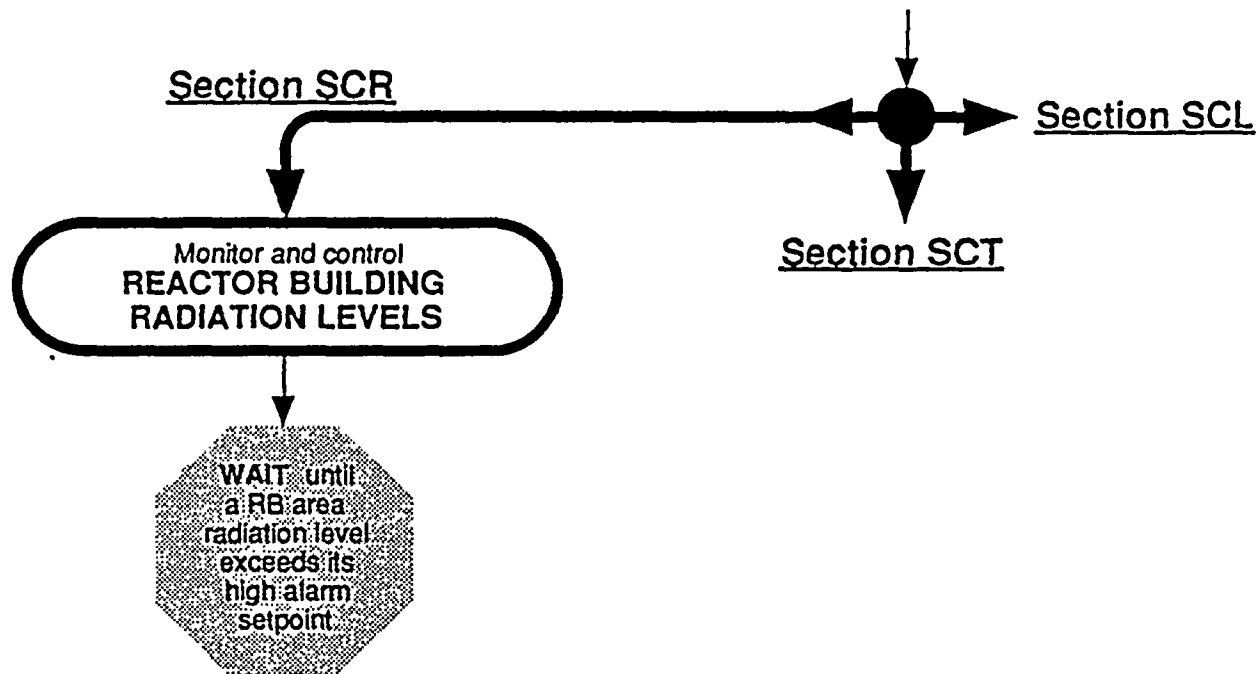 Section SCR
Section SCL
Section SCT
Monitor and control
REACTOR BUILDING
RADIATION LEVELS
WAIT until
a RB area
radiation level
exceeds its
high alarm
setpoint